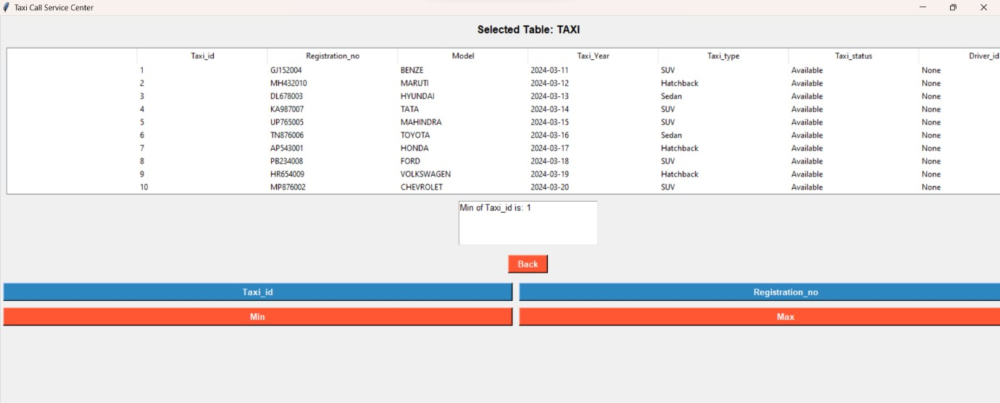 Taxi Call Service Center
Selected Table: TAXI
Taxi_id Registration_no Model Taxi_Year Taxi_type Taxi_status Driver_id
1 GJ152004 BENZE 2024-03-11 SUV Available None
2 MH432010 MARUTI 2024-03-12 Hatchback Available None
3 DL678003 HYUNDAI 2024-03-13 Sedan Available None
4 KA987007 TATA 2024-03-14 SUV Available None
5 UP765005 MAHINDRA 2024-03-15 SUV Available None
6 TN876006 TOYOTA 2024-03-16 Sedan Available None
7 AP543001 HONDA 2024-03-17 Hatchback Available None
8 PB234008 FORD 2024-03-18 SUV Available None
9 HR654009 VOLKSWAGEN 2024-03-19 Hatchback Available None
10 MP876002 CHEVROLET 2024-03-20 SUV Available None
Min of Taxi_id is: 1
Back
Taxi_id Registration_no
Min Max